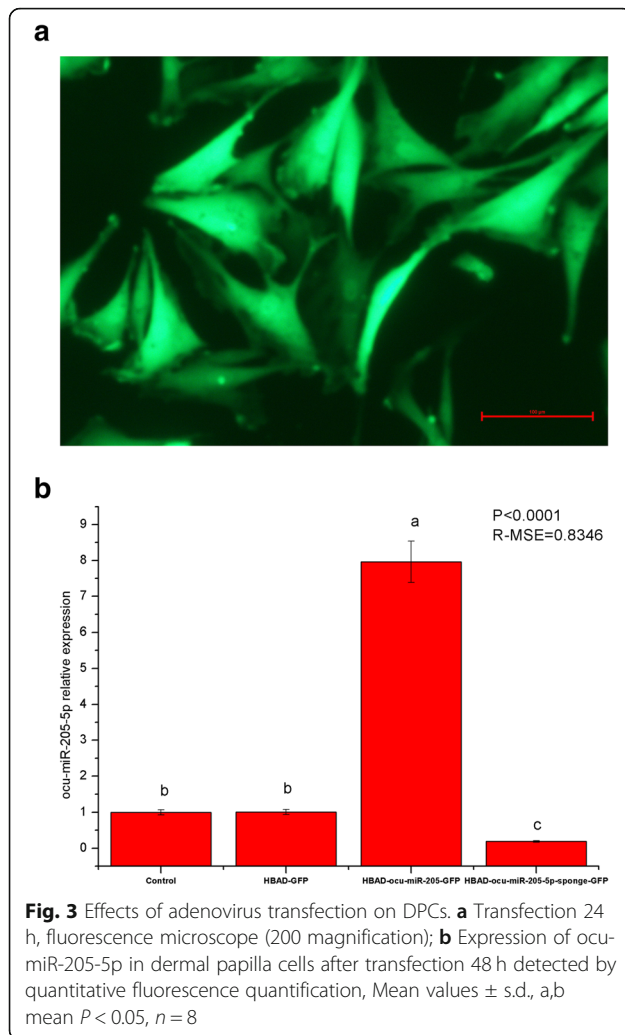 a
100 μm
b
P<0.0001
R-MSE=0.8346
a
b
b
c
ocu-miR-205-5p relative expression
9
8
7
6
5
4
3
2
1
0
Control
HBAD-GFP
HBAD-ocu-miR-205-GFP
HBAD-ocu-miR-205-5p-sponge-GFP
Fig. 3 Effects of adenovirus transfection on DPCs. a Transfection 24
h, fluorescence microscope (200 magnification); b Expression of ocu-
miR-205-5p in dermal papilla cells after transfection 48 h detected by
quantitative fluorescence quantification, Mean values ± s.d., a,b
mean P < 0.05, n = 8